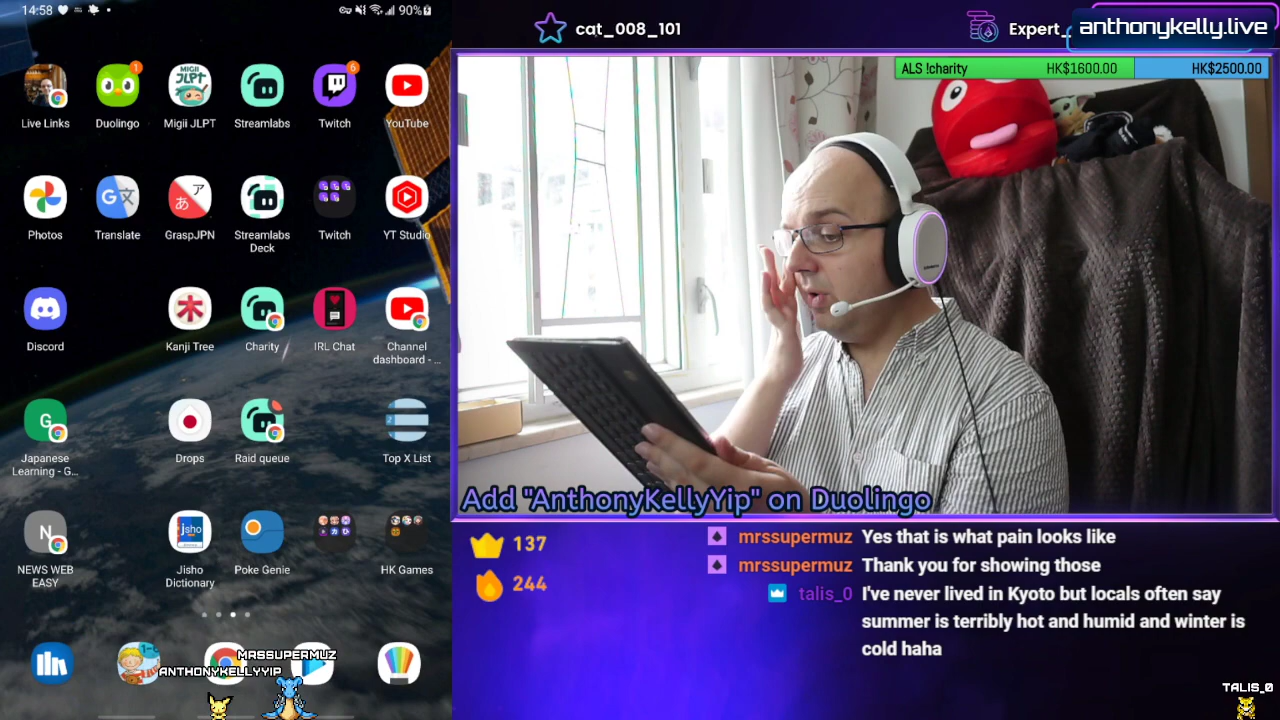 14:58
90%
cat_008_101
Expert_
anthonykelly.live
ALS !charity
HK$1600.00
HK$2500.00
1
JLPT
6
Live Links
Duolingo
Migii JLPT
Streamlabs
Twitch
YouTube
Photos
Translate
GraspJPN
Streamlabs
Deck
Twitch
YT Studio
Discord
Kanji Tree
Charity
IRL Chat
Channel
dashboard - ...
Japanese
Learning - G...
Drops
Raid queue
Top X List
jsho
NEWS WEB
EASY
Jisho
Dictionary
Poke Genie
HK Games
Add "AnthonyKellyYip" on Duolingo
137
244
mrssupermuz Yes that is what pain looks like
mrssupermuz Thank you for showing those
talis_0 I've never lived in Kyoto but locals often say
summer is terribly hot and humid and winter is
cold haha
MRSSUPERMUZ
ANTHONYKELLYYIP
TALIS_0